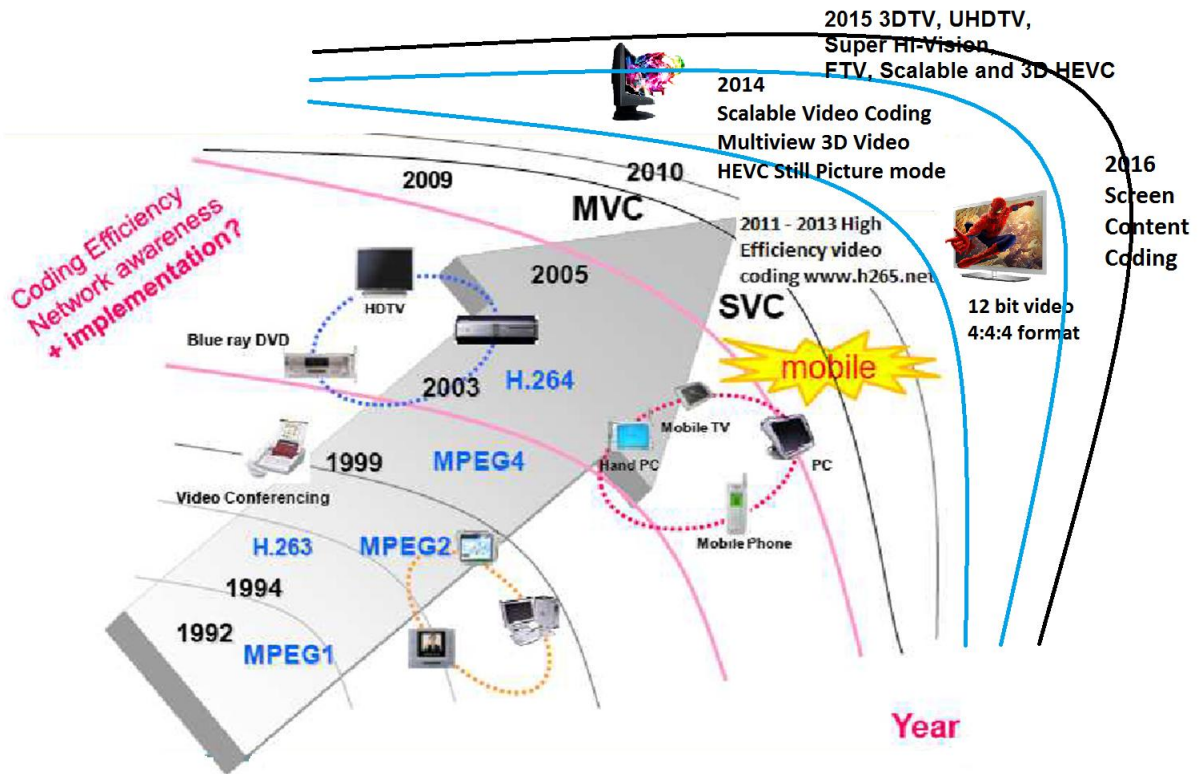 2015 3DTV, UHDTV,
Super Hi-Vision,
FTV, Scalable and 3D HEVC
2014
Scalable Video Coding
Multiview 3D Video
HEVC Still Picture mode
2016
Screen
Content
Coding
2009
2010
MVC
2011 - 2013 High
Efficiency video
coding www.h265.net
SVC
12 bit video
4:4:4 format
Coding Efficiency
Network awareness
+ implementation?
2005
HDTV
Blue ray DVD
2003
H.264
mobile
Mobile TV
Hand PC
PC
Mobile Phone
1999
MPEG4
Video Conferencing
H.263
MPEG2
1994
1992
MPEG1
Year